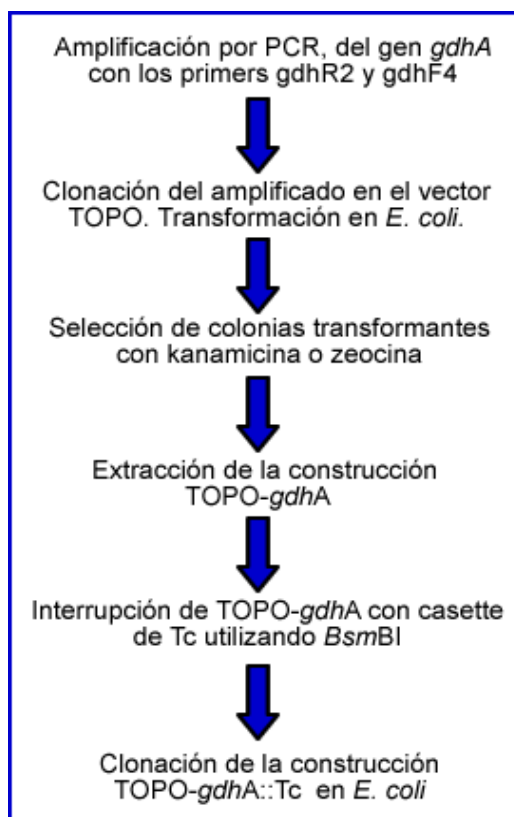 Amplificación por PCR, del gen gdhA
con los primers gdhR2 y gdhF4
Clonación del amplificado en el vector
TOPO. Transformación en E. coli.
Selección de colonias transformantes
con kanamicina o zeocina
Extracción de la construcción
TOPO-gdhA
Interrupción de TOPO-gdhA con casette
de Tc utilizando BsmBI
Clonación de la construcción
TOPO-gdhA::Tc en E. coli